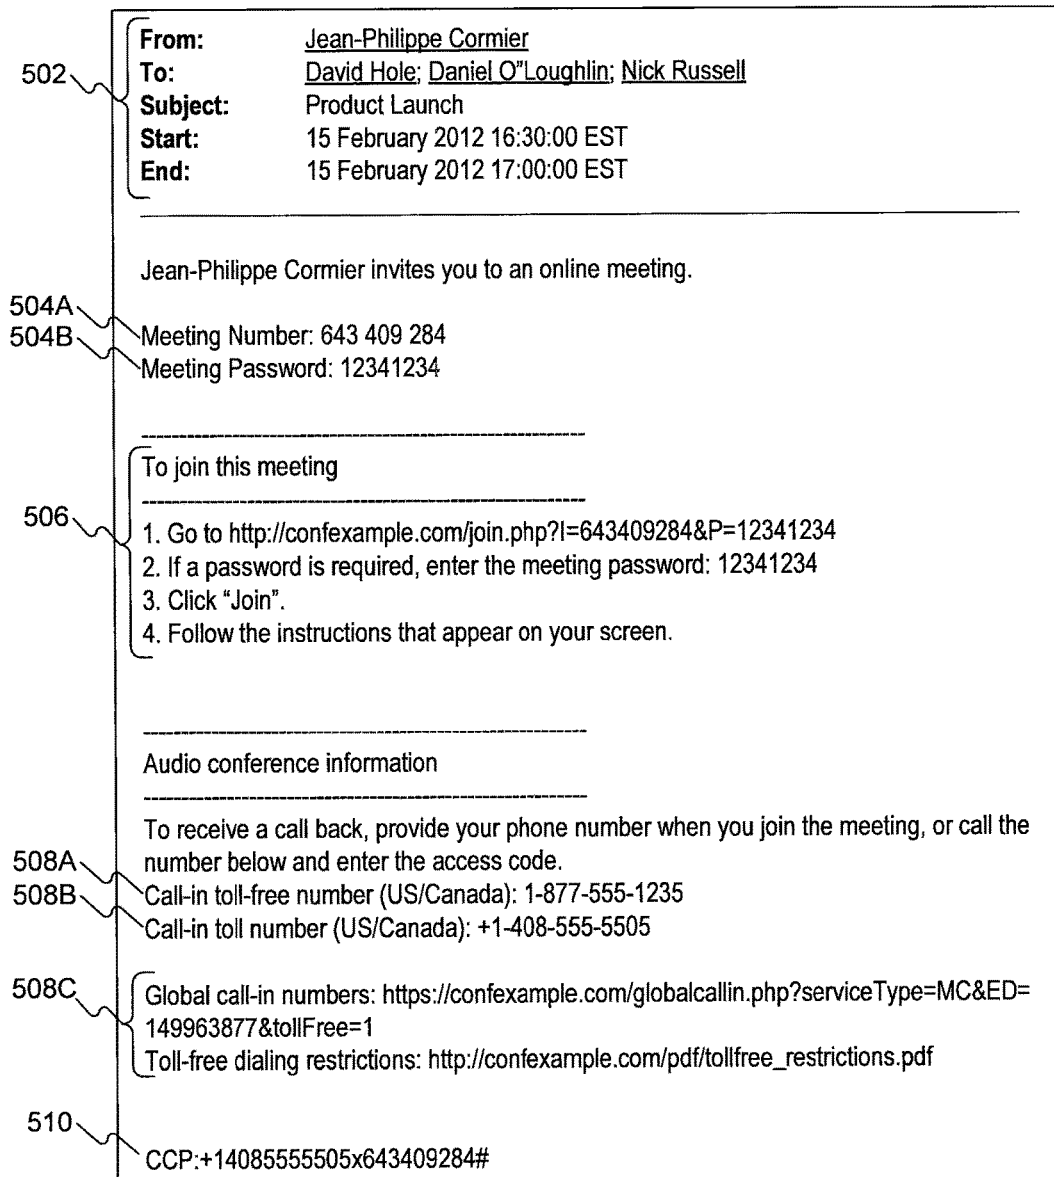 From: Jean-Philippe Cormier
502 To: David Hole; Daniel O"Loughlin; Nick Russell
Subject: Product Launch
Start: 15 February 2012 16:30:00 EST
End: 15 February 2012 17:00:00 EST
Jean-Philippe Cormier invites you to an online meeting.
504A Meeting Number: 643 409 284
504B Meeting Password: 12341234
To join this meeting
506
1. Go to http://confexample.com/join.php?I=643409284&P=12341234
2. If a password is required, enter the meeting password: 12341234
3. Click “Join”.
4. Follow the instructions that appear on your screen.
Audio conference information
To receive a call back, provide your phone number when you join the meeting, or call the
number below and enter the access code.
508A Call-in toll-free number (US/Canada): 1-877-555-1235
508B Call-in toll number (US/Canada): +1-408-555-5505
508C Global call-in numbers: https://confexample.com/globalcallin.php?serviceType=MC&ED=
149963877&tollFree=1
Toll-free dialing restrictions: http://confexample.com/pdf/tollfree_restrictions.pdf
510 CCP:+14085555505x643409284#